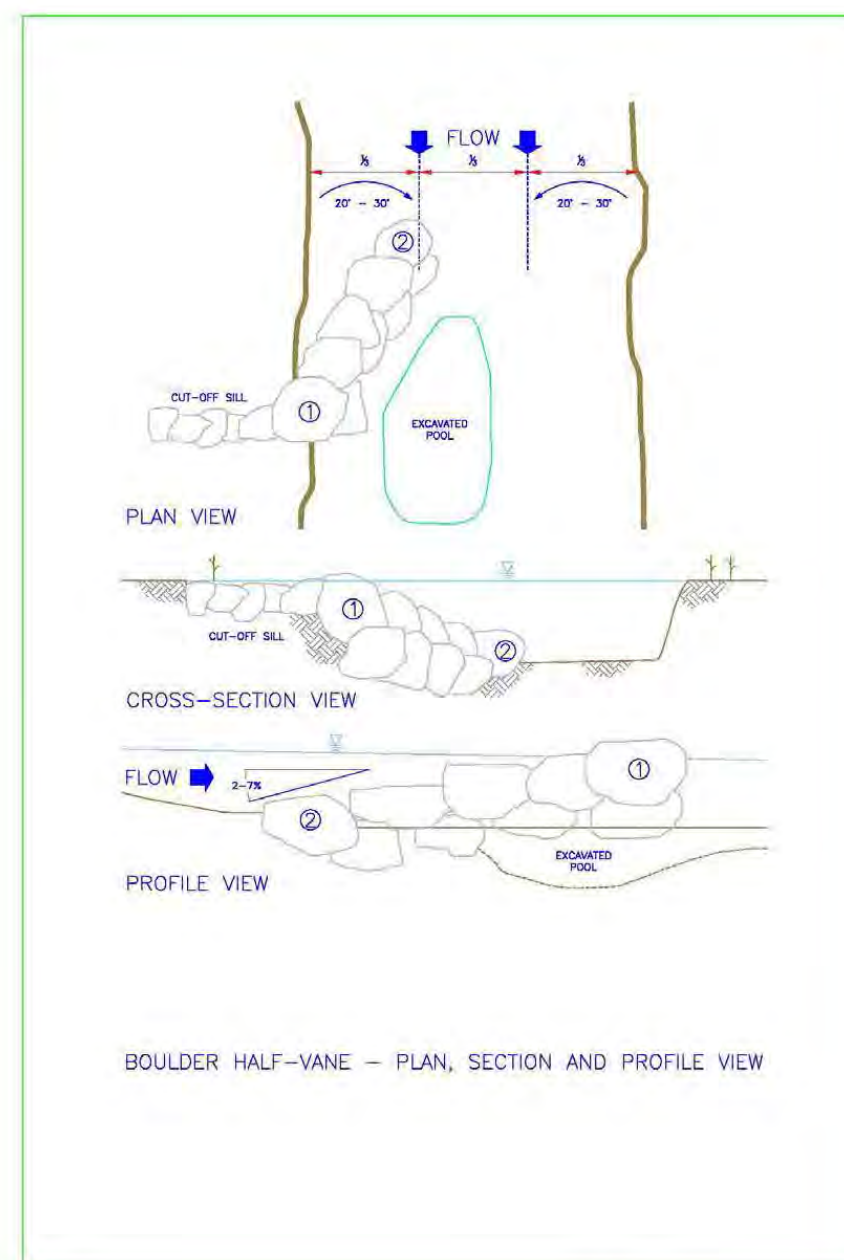 FLOW
⅓ ⅓ ⅓
20° - 30° 20° - 30°
②
CUT-OFF SILL
①
EXCAVATED
POOL
PLAN VIEW
①
CUT-OFF SILL
②
CROSS-SECTION VIEW
FLOW
2-7%
①
②
EXCAVATED
POOL
PROFILE VIEW
BOULDER HALF-VANE - PLAN, SECTION AND PROFILE VIEW